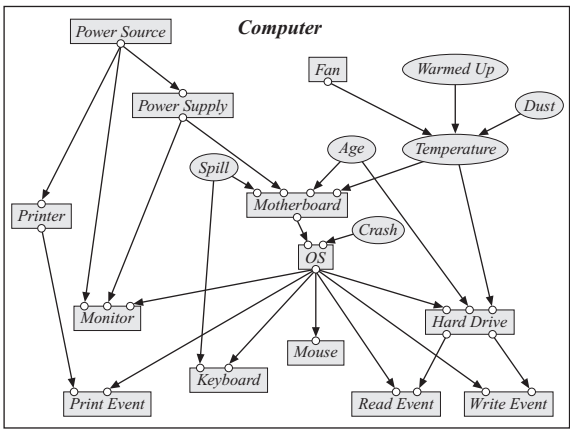 Computer
Power Source
Fan
Warmed Up
Power Supply
Dust
Age
Temperature
Spill
Motherboard
Printer
Crash
OS
Monitor
Hard Drive
Mouse
Keyboard
Print Event
Read Event
Write Event